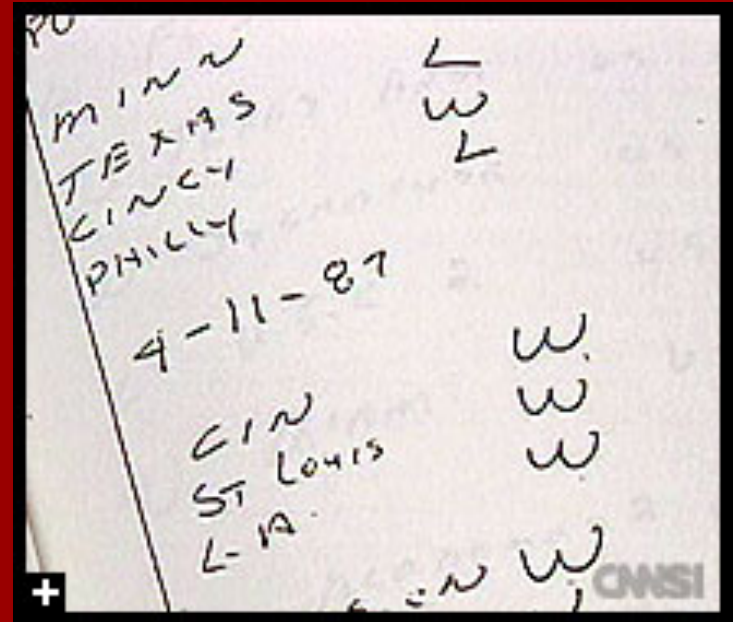 MINN L
TEXAS W
CINCY L
PHILLY
4-11-87
CIN W.
ST LOUIS W
L.A. W
W
CNNSI